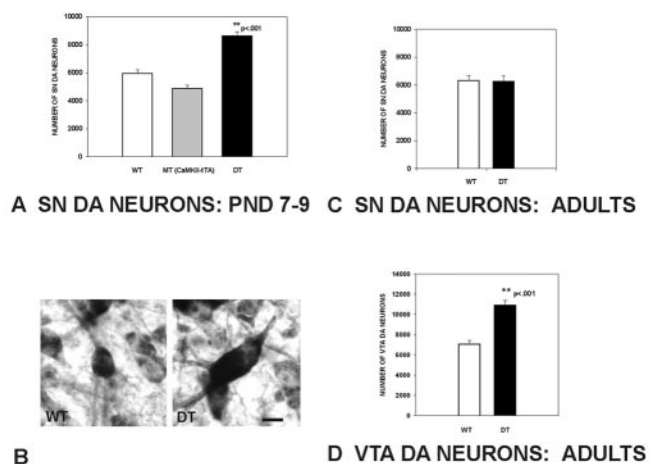 NUMBER OF SN DA NEURONS
10000
8000
6000
4000
2000
0
**
p<.001
WT
MT (CaMKII-tTA)
DT
A SN DA NEURONS: PND 7-9
NUMBER OF SN DA NEURONS
10000
8000
6000
4000
2000
0
WT
DT
C SN DA NEURONS: ADULTS
WT
DT
B
NUMBER OF VTA DA NEURONS
14000
12000
10000
8000
6000
4000
2000
0
**
p<.001
WT
DT
D VTA DA NEURONS: ADULTS